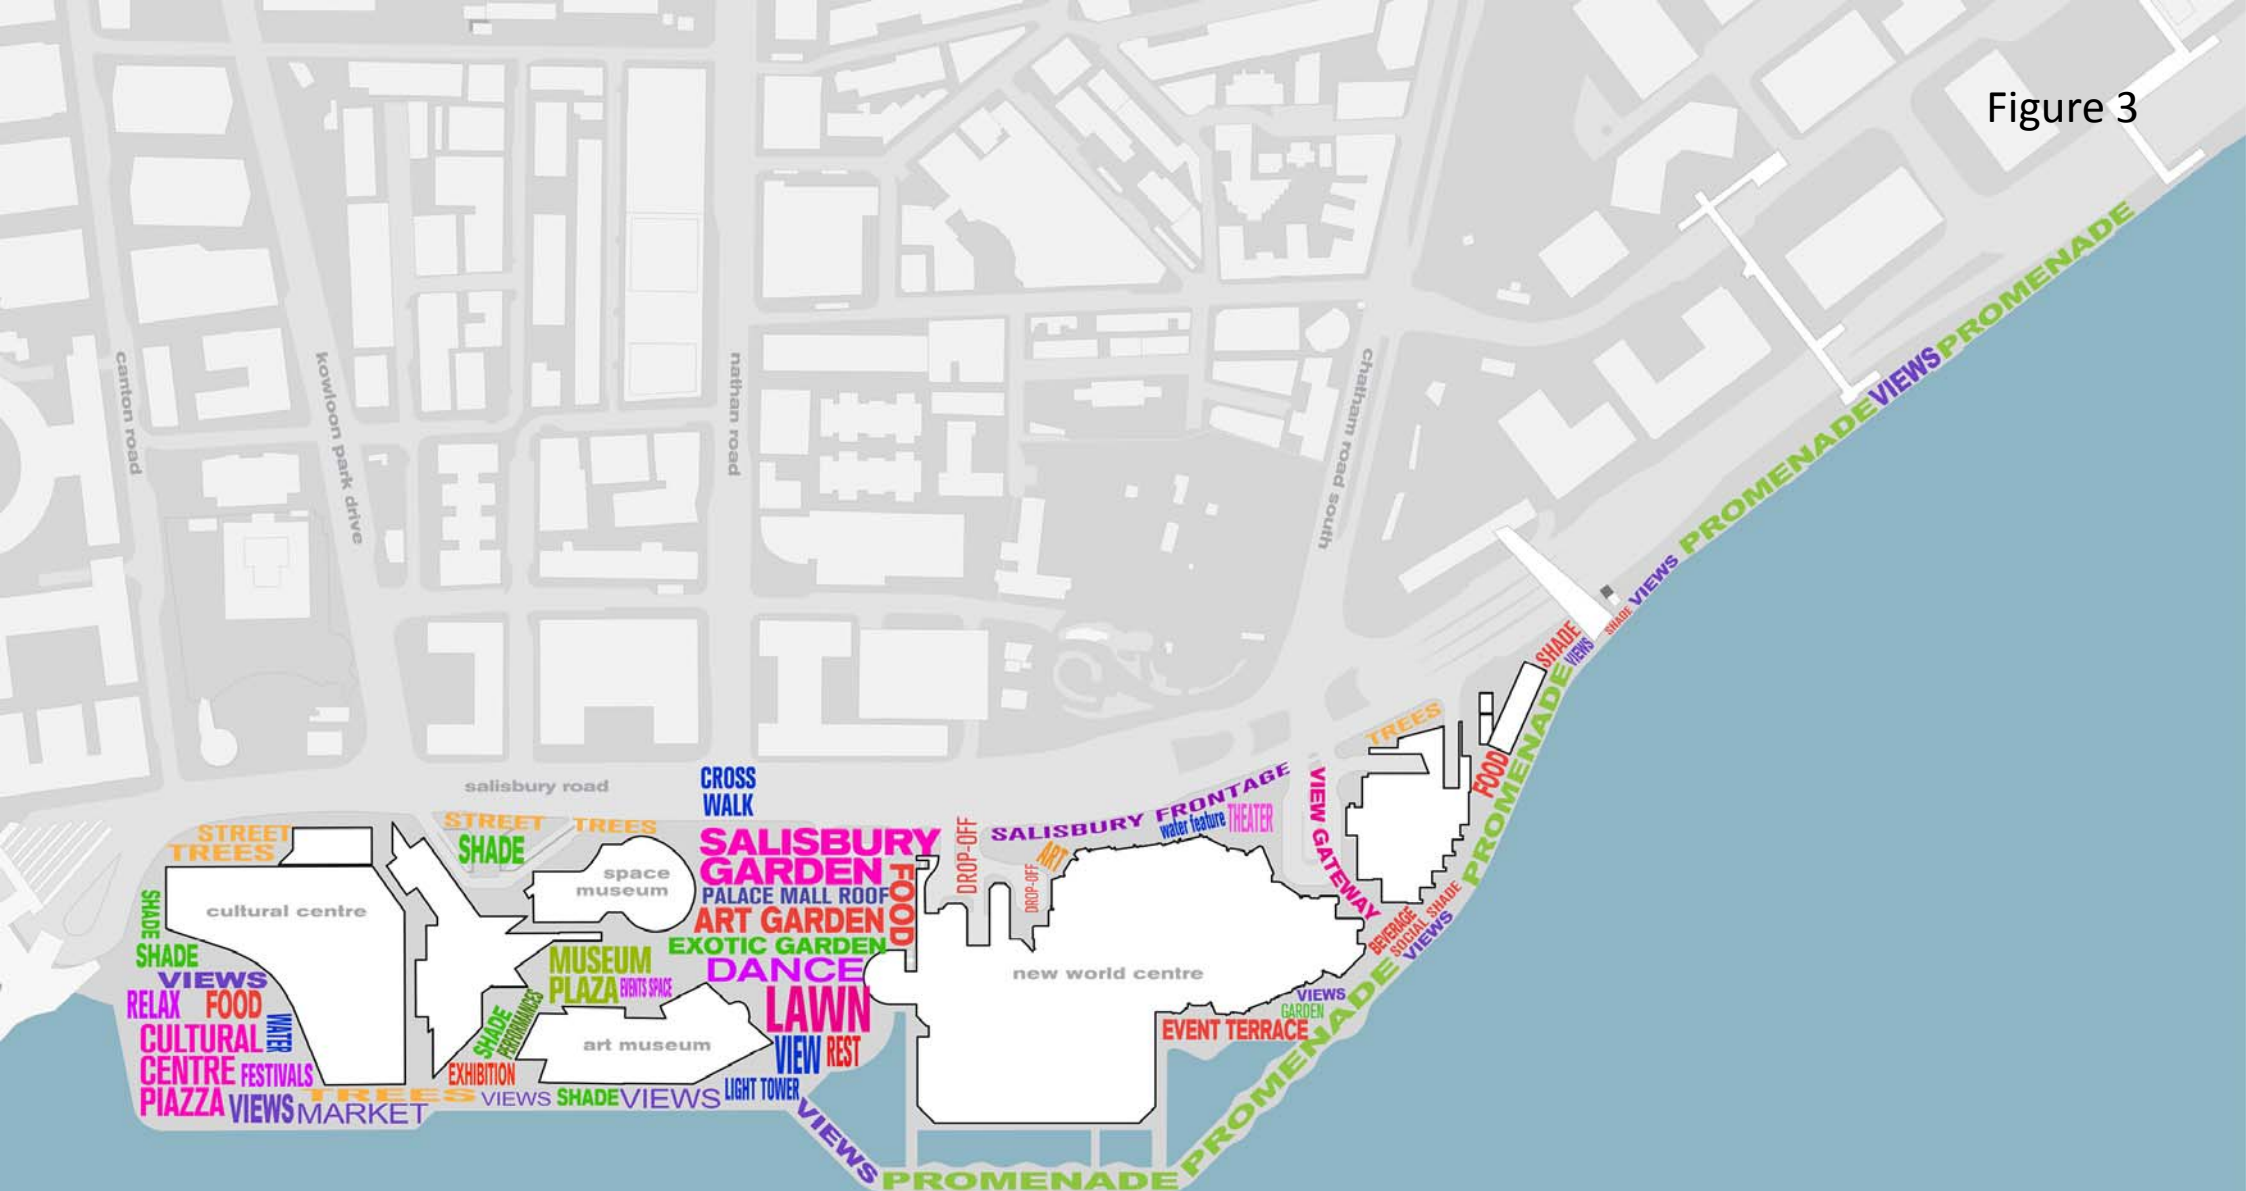 Figure 3
canton road
kowloon park drive
nathan road
chatham road south
salisbury road
PROMENADE
VIEWS
PROMENADE
VIEWS
SHADE
SHADE
VIEWS
PROMENADE
FOOD
TREES
PROMENADE
VIEW GATEWAY
SALISBURY FRONTAGE
water feature
THEATER
ART
DROP-OFF
DROP-OFF
CROSS
WALK
SALISBURY
GARDEN
PALACE MALL ROOF
ART GARDEN
FOOD
EXOTIC GARDEN
DANCE
LAWN
VIEW
REST
LIGHT TOWER
STREET
TREES
STREET TREES
SHADE
space
museum
cultural centre
new world centre
art museum
MUSEUM
PLAZA
EVENTS SPACE
SHADE
PERFORMANCES
EXHIBITION
SHADE
SHADE
VIEWS
RELAX
FOOD
WATER
CULTURAL
CENTRE
FESTIVALS
PIAZZA
VIEWS
TREES
MARKET
VIEWS
SHADE
VIEWS
VIEWS
BEVERAGE
SOCIAL SHADE
VIEWS
VIEWS
GARDEN
EVENT TERRACE
PROMENADE
PROMENADE
PROMENADE